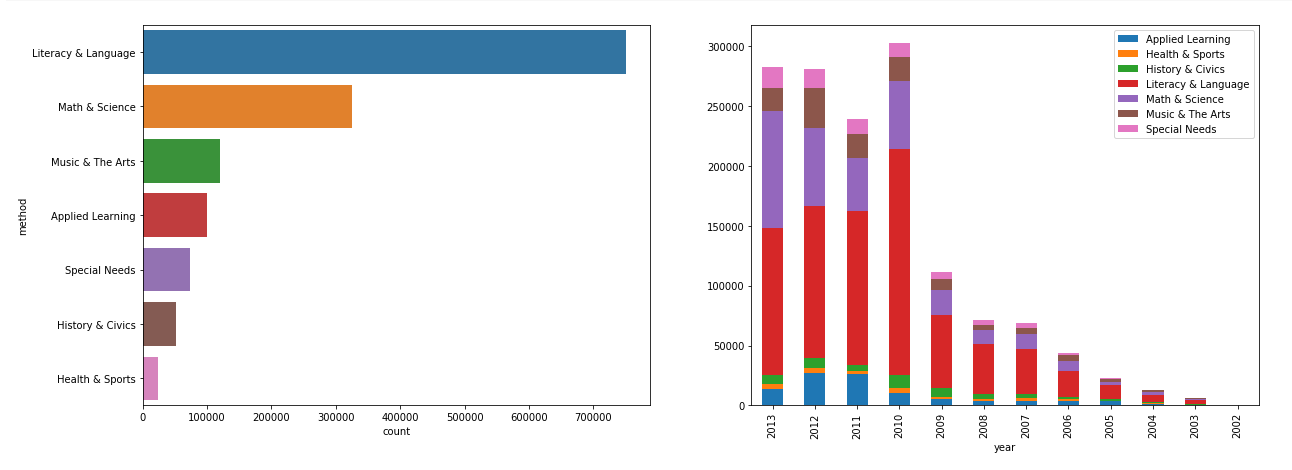 Literacy & Language
Math & Science
Music & The Arts
Applied Learning
Special Needs
History & Civics
Health & Sports
method
0 100000 200000 300000 400000 500000 600000 700000
count
300000
250000
200000
150000
100000
50000
0
Applied Learning
Health & Sports
History & Civics
Literacy & Language
Math & Science
Music & The Arts
Special Needs
2013 2012 2011 2010 2009 2008 2007 2006 2005 2004 2003 2002
year